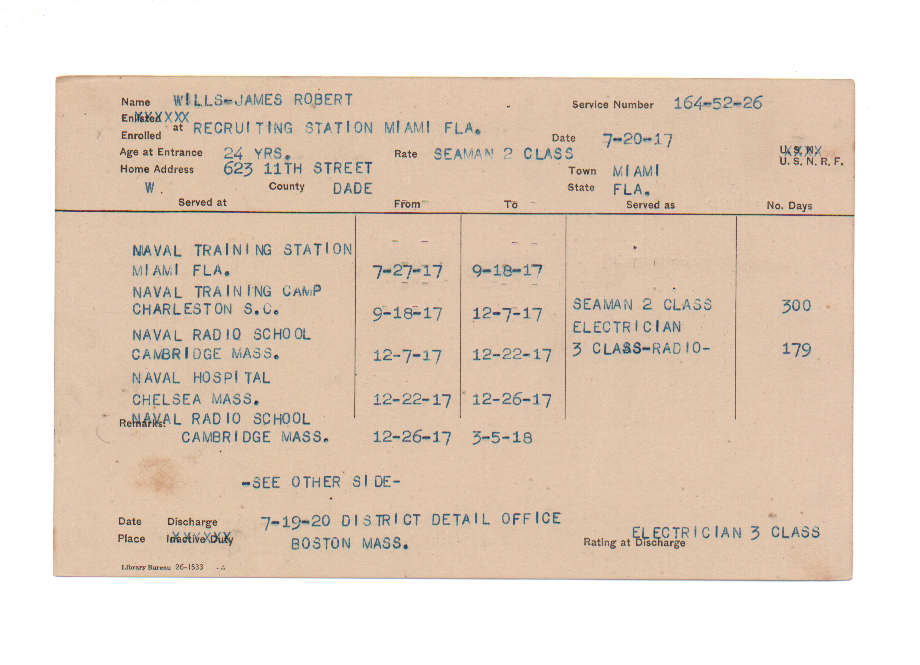 Name WILLS-JAMES ROBERT Service Number 164-52-26
Enlisted XXXXXXX
Enrolled at RECRUITING STATION MIAMI FLA. Date 7-20-17
Age at Entrance 24 YRS. Rate SEAMAN 2 CLASS U.S.N. XXXX
U. S. N. R. F.
Home Address 623 11TH STREET Town MIAMI
W. County DADE State FLA.
Served at From To Served as No. Days
NAVAL TRAINING STATION
MIAMI FLA. 7-27-17 9-18-17
NAVAL TRAINING CAMP
CHARLESTON S.C. 9-18-17 12-7-17 SEAMAN 2 CLASS 300
NAVAL RADIO SCHOOL ELECTRICIAN
CAMBRIDGE MASS. 12-7-17 12-22-17 3 CLASS-RADIO- 179
NAVAL HOSPITAL
CHELSEA MASS. 12-22-17 12-26-17
Remarks: NAVAL RADIO SCHOOL
CAMBRIDGE MASS. 12-26-17 3-5-18
-SEE OTHER SIDE-
Date Discharge 7-19-20 DISTRICT DETAIL OFFICE
Place Inactive Duty XXXXXXX BOSTON MASS. Rating at Discharge ELECTRICIAN 3 CLASS
Library Bureau 26-1533